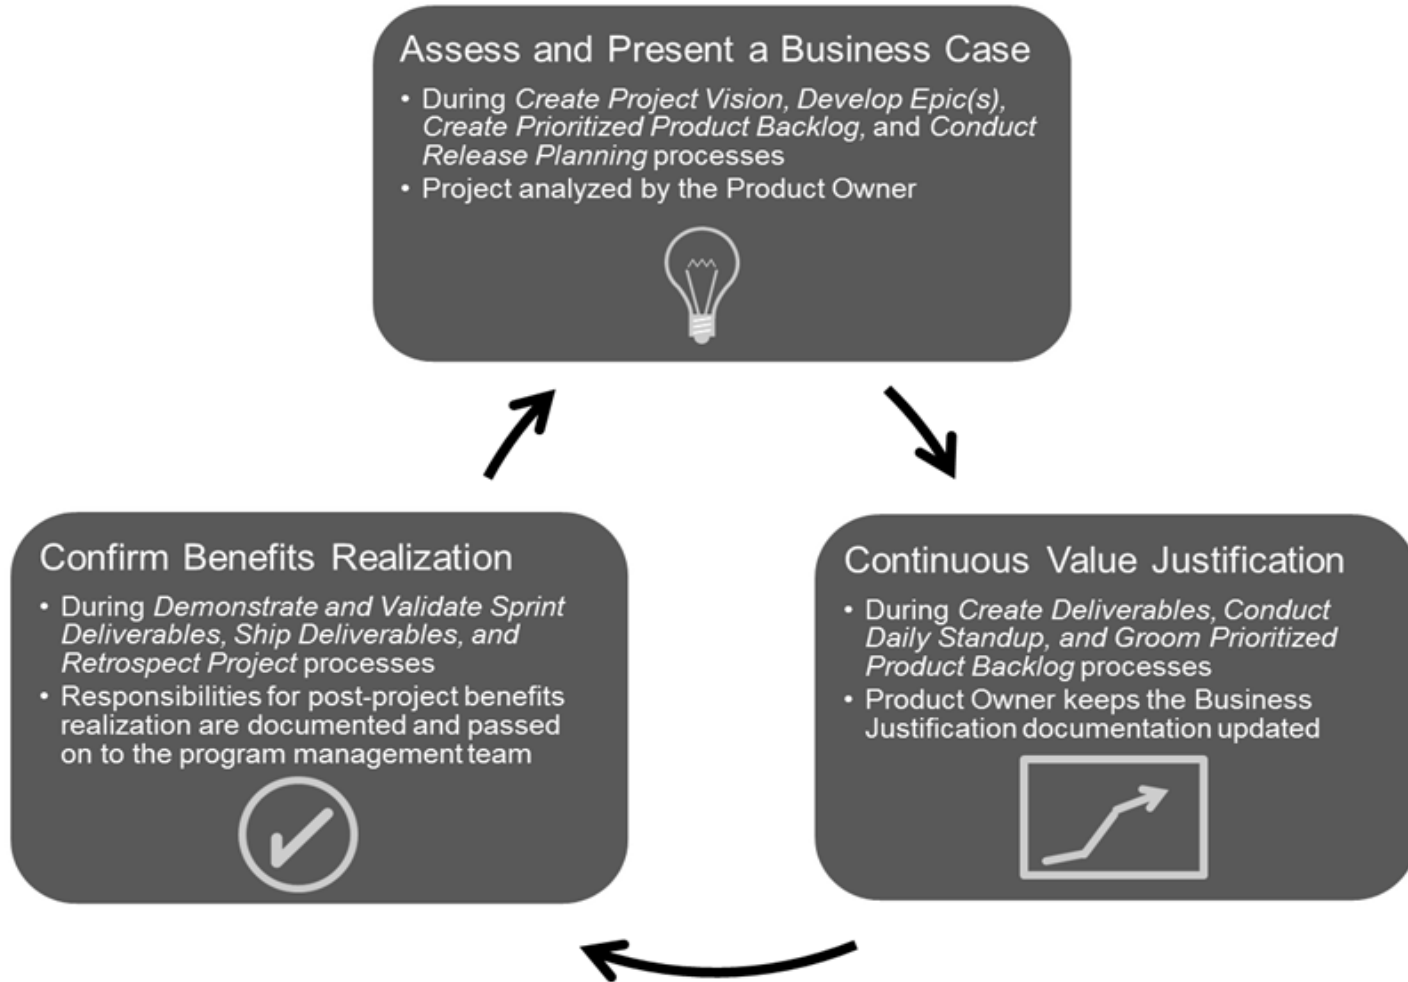 Assess and Present a Business Case
• During Create Project Vision, Develop Epic(s),
Create Prioritized Product Backlog, and Conduct
Release Planning processes
• Project analyzed by the Product Owner
Confirm Benefits Realization
• During Demonstrate and Validate Sprint
Deliverables, Ship Deliverables, and
Retrospect Project processes
• Responsibilities for post-project benefits
realization are documented and passed
on to the program management team
Continuous Value Justification
• During Create Deliverables, Conduct
Daily Standup, and Groom Prioritized
Product Backlog processes
• Product Owner keeps the Business
Justification documentation updated